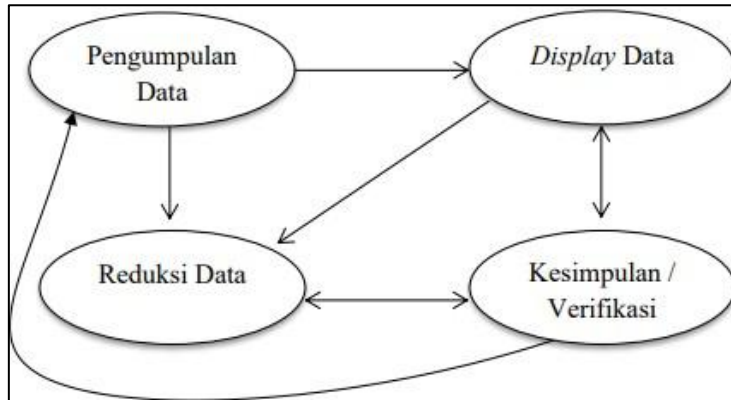 Pengumpulan
Data
Display Data
Reduksi Data
Kesimpulan /
Verifikasi